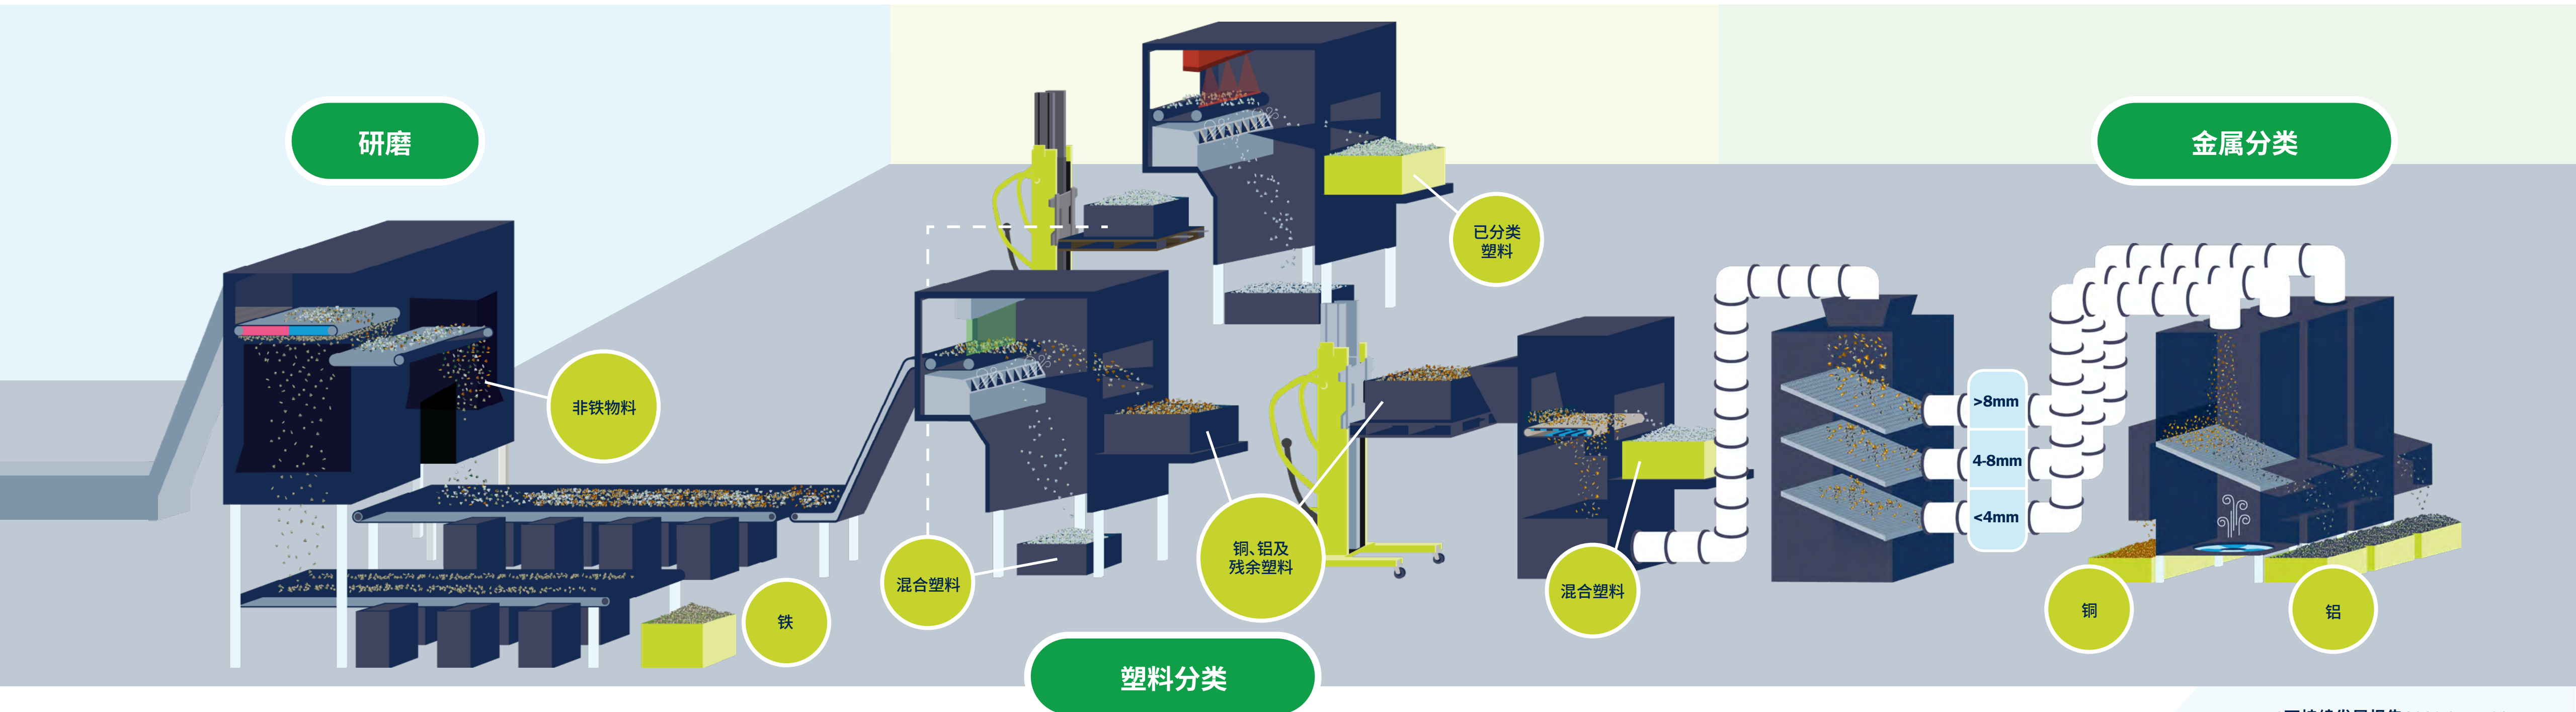 研磨
金属分类
已分类
塑料
非铁物料
>8mm
4-8mm
<4mm
铜、铝及
残余塑料
混合塑料
混合塑料
铁
铜
铝
塑料分类